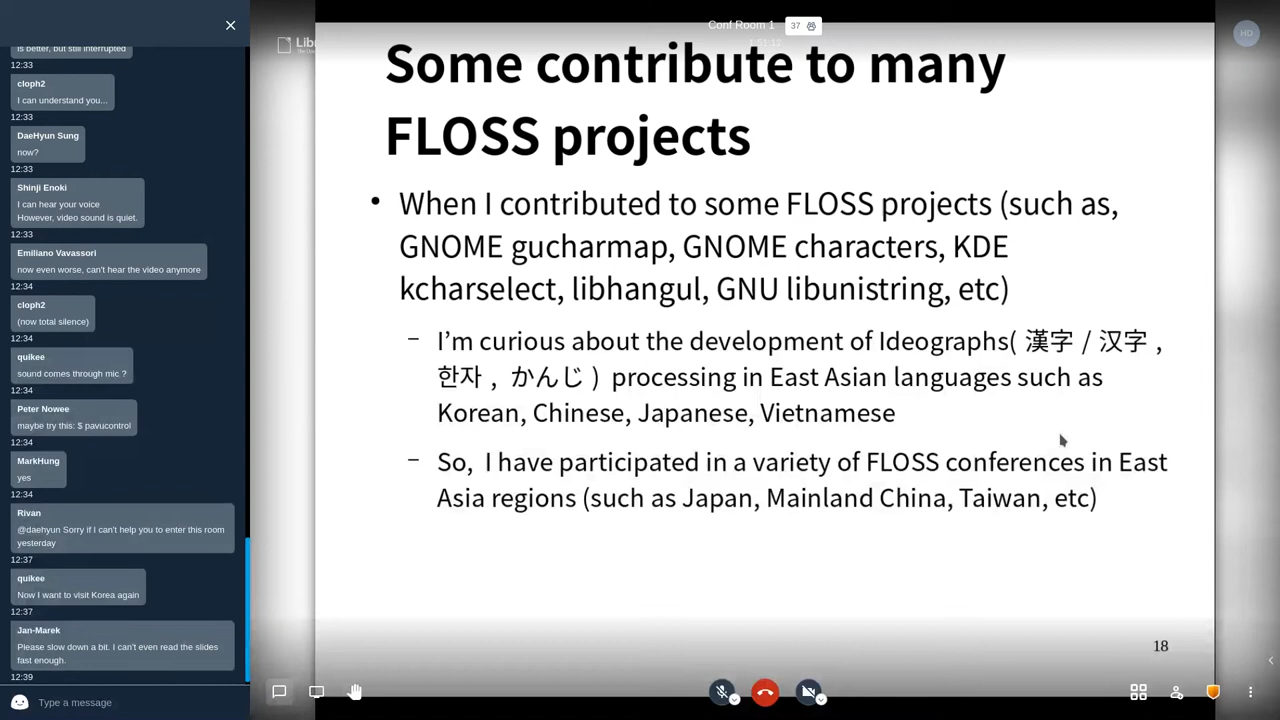 is better, but still interrupted
12:33
cloph2
I can understand you...
12:33
DaeHyun Sung
now?
12:33
Shinji Enoki
I can hear your voice
However, video sound is quiet.
12:33
Emiliano Vavassori
now even worse, can't hear the video anymore
12:34
cloph2
(now total silence)
12:34
quikee
sound comes through mic ?
12:34
Peter Nowee
maybe try this: $ pavucontrol
12:34
MarkHung
yes
12:34
Rivan
@daehyun Sorry if I can't help you to enter this room
yesterday
12:37
quikee
Now I want to visit Korea again
12:37
Jan-Marek
Please slow down a bit. I can't even read the slides
fast enough.
12:39
Type a message
Conf Room 1
37
HD
Some contribute to many
FLOSS projects
• When I contributed to some FLOSS projects (such as,
GNOME gucharmap, GNOME characters, KDE
kcharselect, libhangul, GNU libunistring, etc)
– I’m curious about the development of Ideographs( 漢字 / 汉字 ,
한자 , かんじ ) processing in East Asian languages such as
Korean, Chinese, Japanese, Vietnamese
– So, I have participated in a variety of FLOSS conferences in East
Asia regions (such as Japan, Mainland China, Taiwan, etc)
18